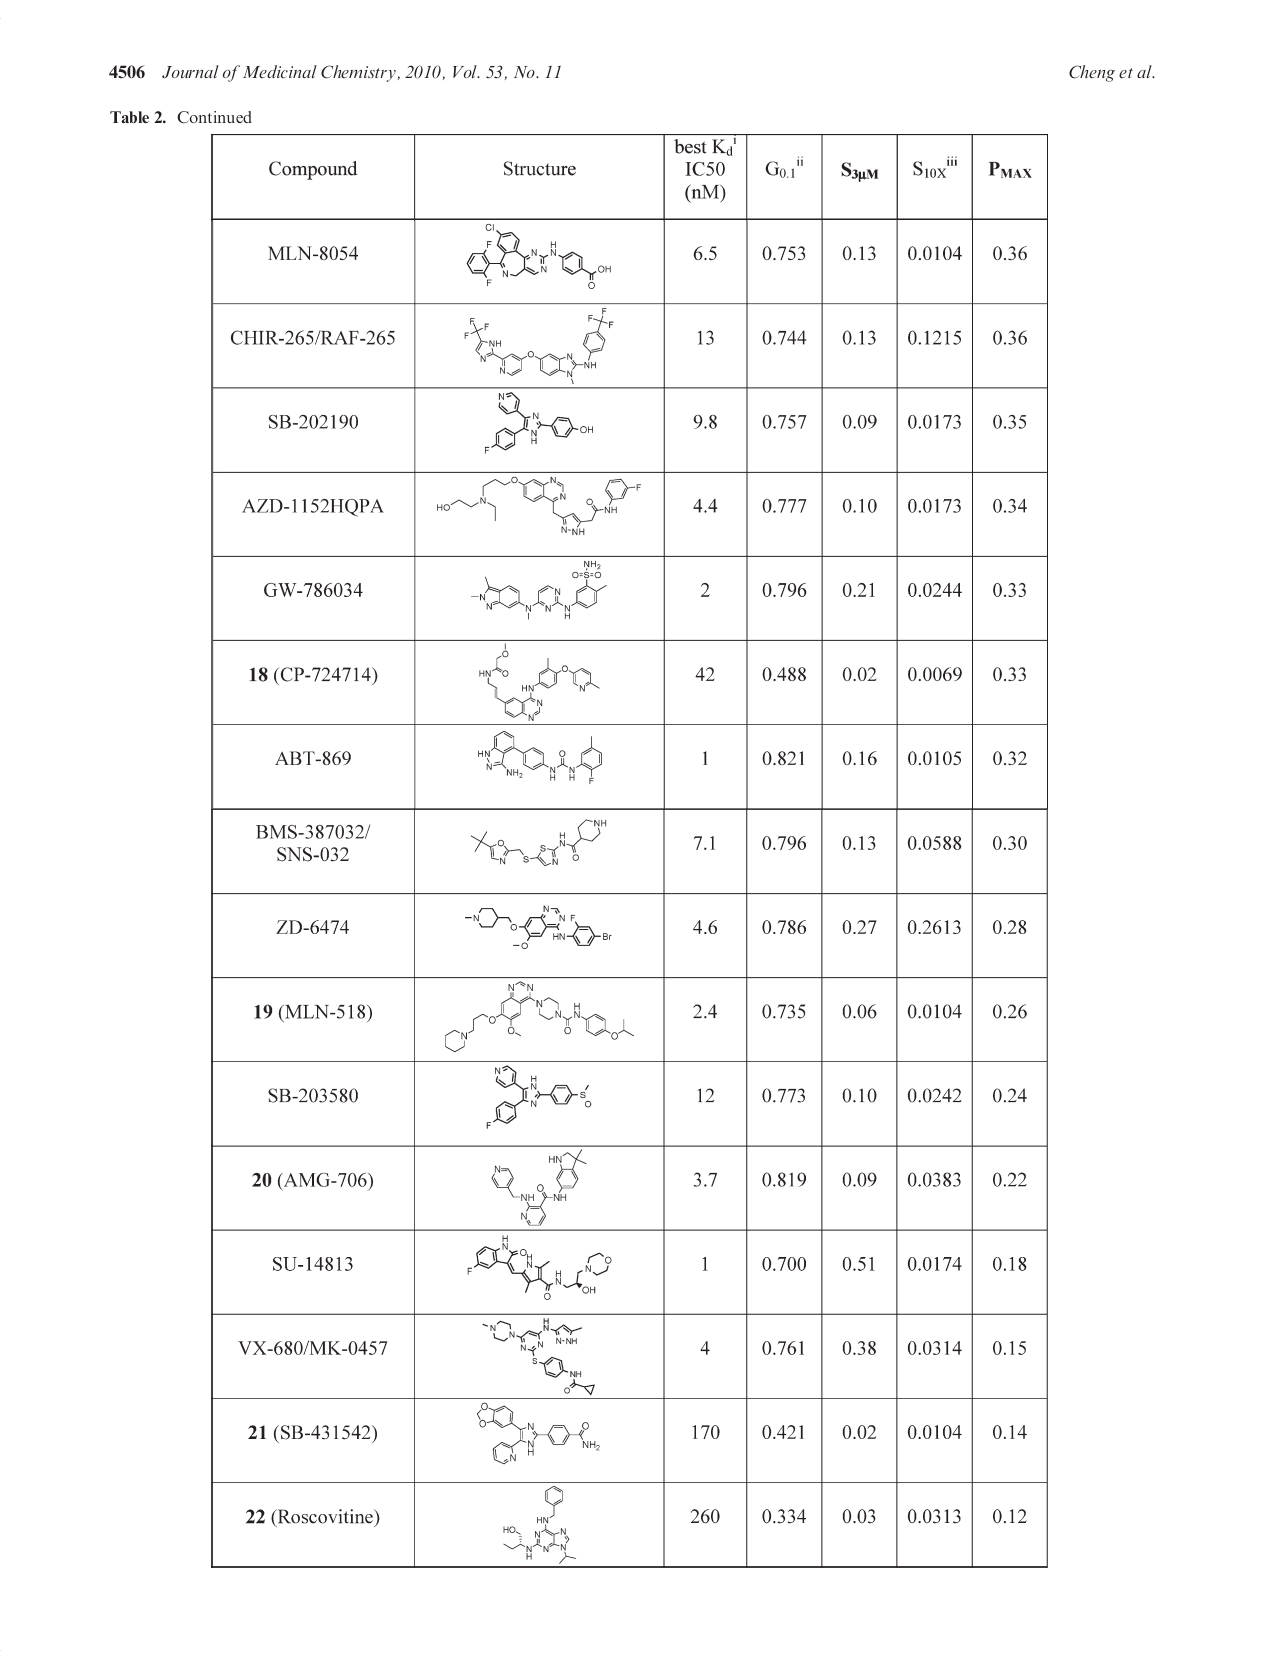 4506 Journal of Medicinal Chemistry, 2010, Vol. 53, No. 11 Cheng et al.
Table 2. Continued
Compound Structure best Kd i IC50 (nM) G0.1 ii S3μM S10X iii PMAX
MLN-8054 6.5 0.753 0.13 0.0104 0.36
CHIR-265/RAF-265 13 0.744 0.13 0.1215 0.36
SB-202190 9.8 0.757 0.09 0.0173 0.35
AZD-1152HQPA 4.4 0.777 0.10 0.0173 0.34
GW-786034 2 0.796 0.21 0.0244 0.33
18 (CP-724714) 42 0.488 0.02 0.0069 0.33
ABT-869 1 0.821 0.16 0.0105 0.32
BMS-387032/
SNS-032 7.1 0.796 0.13 0.0588 0.30
ZD-6474 4.6 0.786 0.27 0.2613 0.28
19 (MLN-518) 2.4 0.735 0.06 0.0104 0.26
SB-203580 12 0.773 0.10 0.0242 0.24
20 (AMG-706) 3.7 0.819 0.09 0.0383 0.22
SU-14813 1 0.700 0.51 0.0174 0.18
VX-680/MK-0457 4 0.761 0.38 0.0314 0.15
21 (SB-431542) 170 0.421 0.02 0.0104 0.14
22 (Roscovitine) 260 0.334 0.03 0.0313 0.12